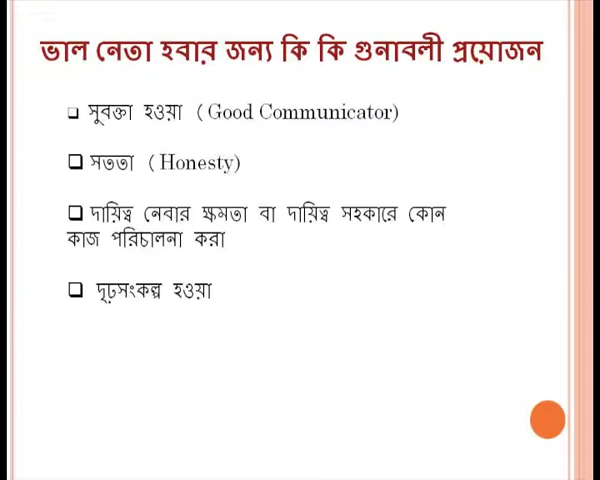 ভাল নেতা হবার জন্য কি কি গুনাবলী প্রয়োজন
সুবক্তা হওয়া ( Good Communicator)
সততা ( Honesty)
দায়িত্ব নেবার ক্ষমতা বা দায়িত্ব সহকারে কোন
কাজ পরিচালনা করা
দৃঢ়সংকল্প হওয়া